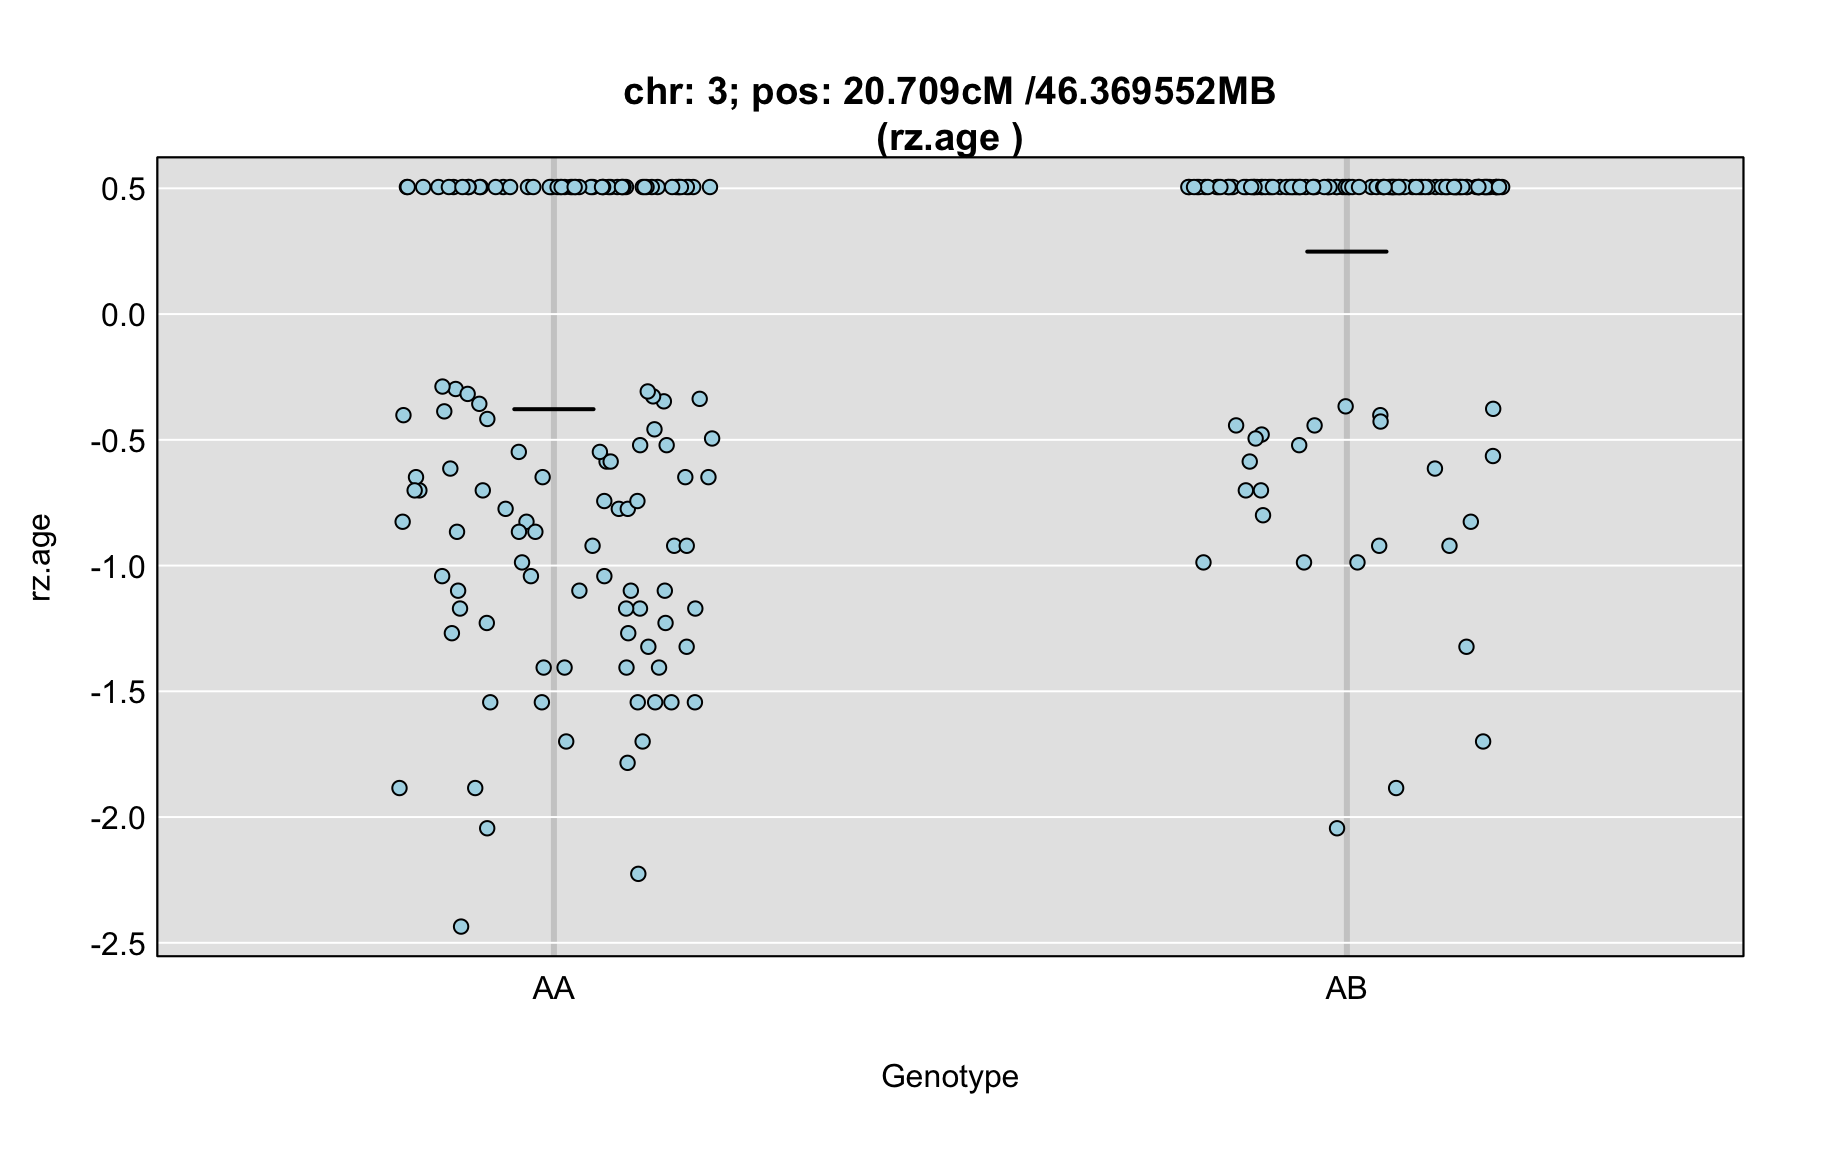 chr: 3; pos: 20.709cM /46.369552MB
(rz.age )
0.5
0.0
-0.5
-1.0
-1.5
-2.0
-2.5
rz.age
AA
AB
Genotype